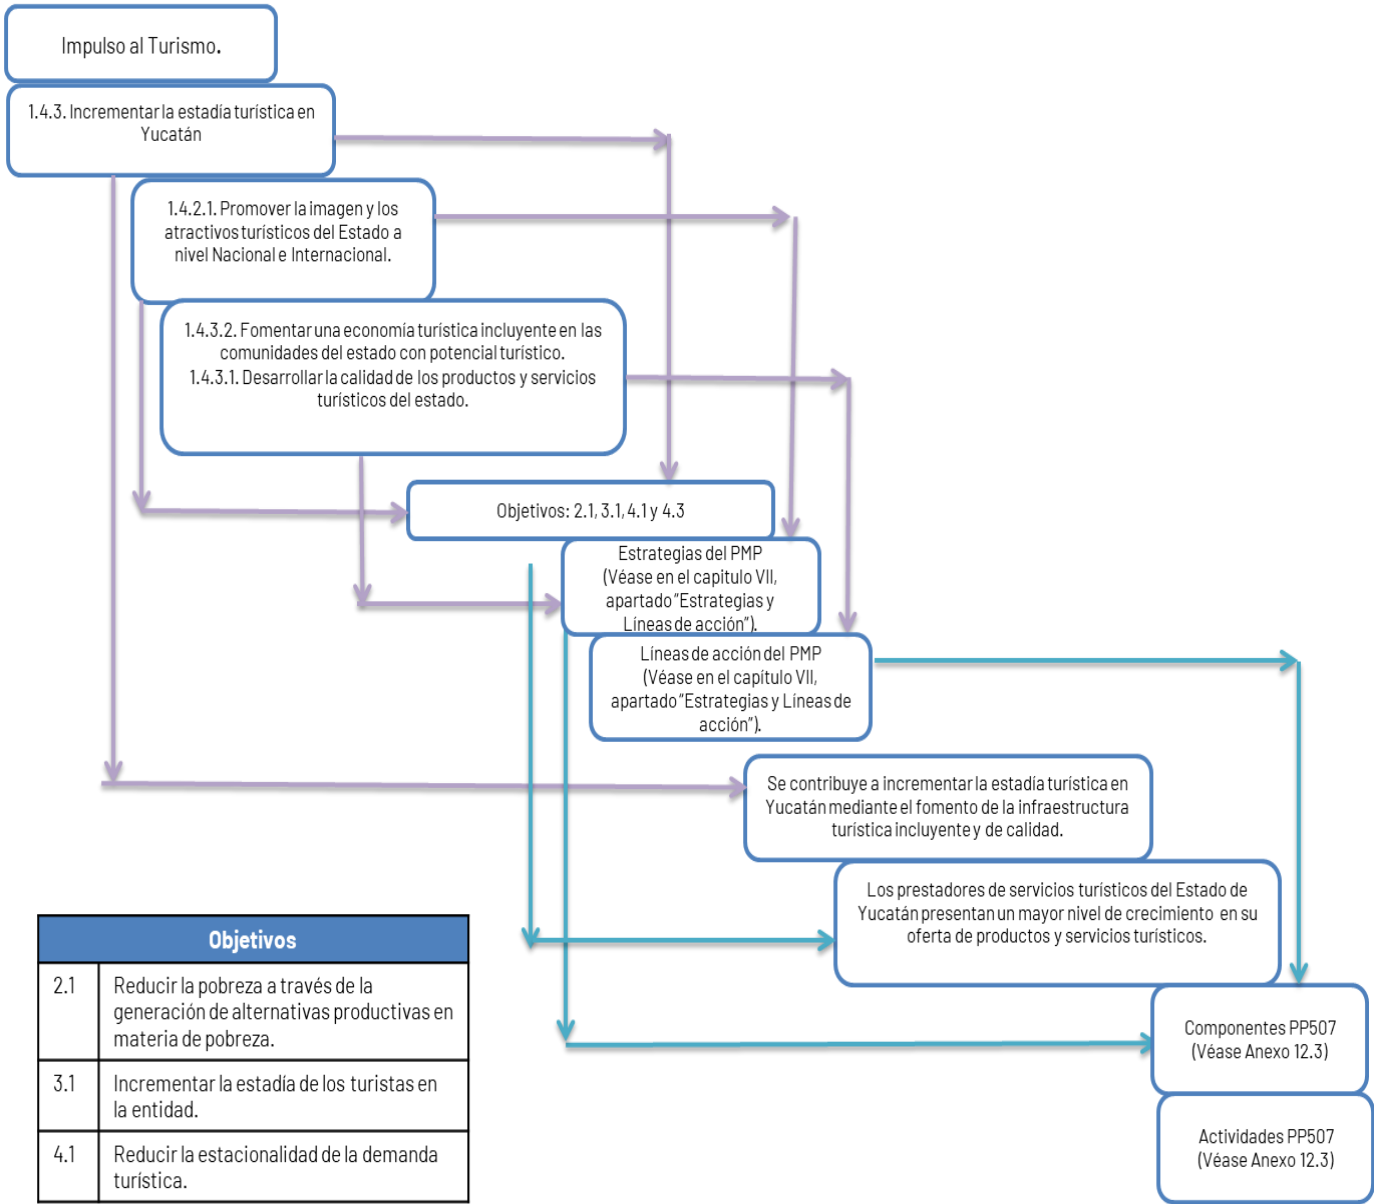 Impulso al Turismo.
1.4.3. Incrementar la estadía turística en
Yucatán
1.4.2.1. Promover la imagen y los
atractivos turísticos del Estado a
nivel Nacional e Internacional.
1.4.3.2. Fomentar una economía turística incluyente en las
comunidades del estado con potencial turístico.
1.4.3.1. Desarrollar la calidad de los productos y servicios
turísticos del estado.
Objetivos: 2.1, 3.1, 4.1 y 4.3
Estrategias del PMP
(Véase en el capitulo VII,
apartado "Estrategias y
Líneas de acción").
Líneas de acción del PMP
(Véase en el capítulo VII,
apartado "Estrategias y Líneas de
acción").
Se contribuye a incrementar la estadía turística en
Yucatán mediante el fomento de la infraestructura
turística incluyente y de calidad.
Los prestadores de servicios turísticos del Estado de
Yucatán presentan un mayor nivel de crecimiento en su
oferta de productos y servicios turísticos.
Componentes PP507
(Véase Anexo 12.3)
Actividades PP507
(Véase Anexo 12.3)
Objetivos
2.1 Reducir la pobreza a través de la
generación de alternativas productivas en
materia de pobreza.
3.1 Incrementar la estadía de los turistas en
la entidad.
4.1 Reducir la estacionalidad de la demanda
turística.